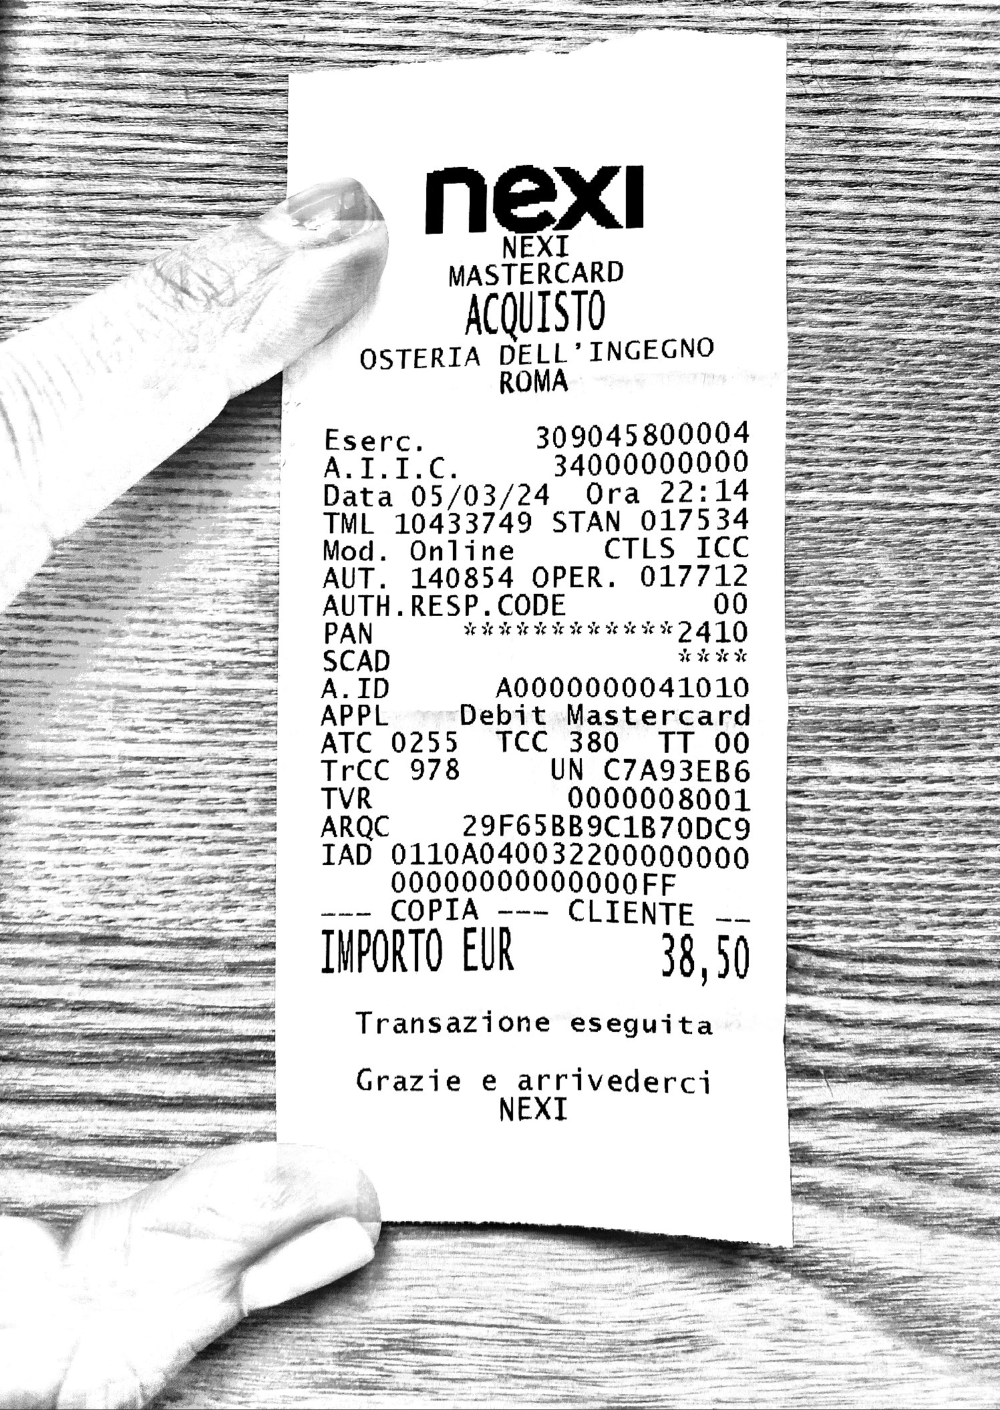 nexi
NEXI
MASTERCARD
ACQUISTO
OSTERIA DELL'INGEGNO
ROMA
Eserc. 309045800004
A.I.I.C. 34000000000
Data 05/03/24 Ora 22:14
TML 10433749 STAN 017534
Mod. Online CTLS ICC
AUT. 140854 OPER. 017712
AUTH.RESP.CODE 00
PAN ************2410
SCAD ****
A.ID A0000000041010
APPL Debit Mastercard
ATC 0255 TCC 380 TT 00
TrCC 978 UN C7A93EB6
TVR 0000008001
ARQC 29F65BB9C1B70DC9
IAD 0110A040032200000000
00000000000000FF
--- COPIA --- CLIENTE --
IMPORTO EUR 38,50
Transazione eseguita
Grazie e arrivederci
NEXI